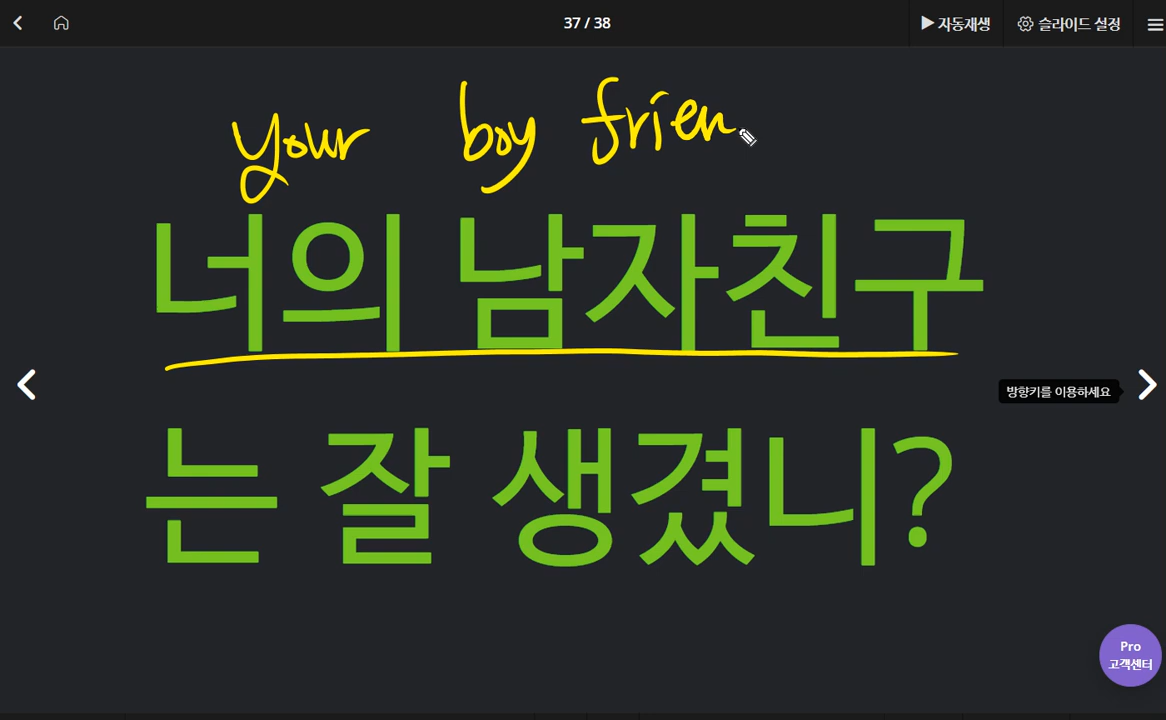 37 / 38
자동재생
슬라이드 설정
your boy frien
너의 남자친구
방향키를 이용하세요
는 잘 생겼니?
Pro
고객센터